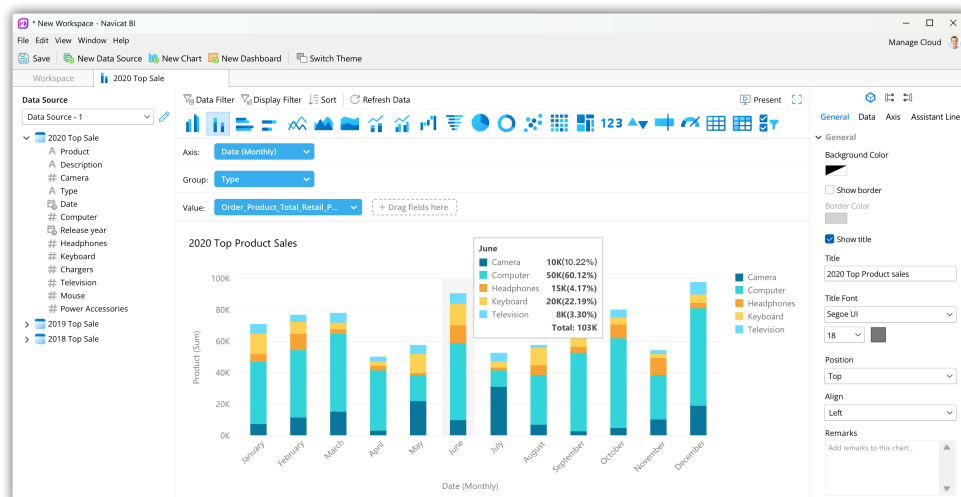 * New Workspace - Navicat BI
File Edit View Window Help
Manage Cloud
Save New Data Source New Chart New Dashboard Switch Theme
Workspace
2020 Top Sale
Data Source
Data Source - 1
2020 Top Sale
Product
Description
Camera
Type
Date
Computer
Release year
Headphones
Keyboard
Chargers
Television
Mouse
Power Accessories
2019 Top Sale
2018 Top Sale
Data Filter Display Filter Sort Refresh Data
Present
123
Axis: Date (Monthly)
Group: Type
Value: Order_Product_Total_Retail_P... + Drag fields here
2020 Top Product Sales
June
Camera 10K(10.22%)
Computer 50K(60.12%)
Headphones 15K(4.17%)
Keyboard 20K(22.19%)
Television 8K(3.30%)
Total: 103K
100K
80K
60K
40K
20K
0K
Product (Sum)
January
February
March
April
May
June
July
August
September
October
November
December
Date (Monthly)
Camera
Computer
Headphones
Keyboard
Television
General Data Axis Assistant Line
General
Background Color
Show border
Border Color
Show title
Title
2020 Top Product sales
Title Font
Segoe UI
18
Position
Top
Align
Left
Remarks
Add remarks to this chart...